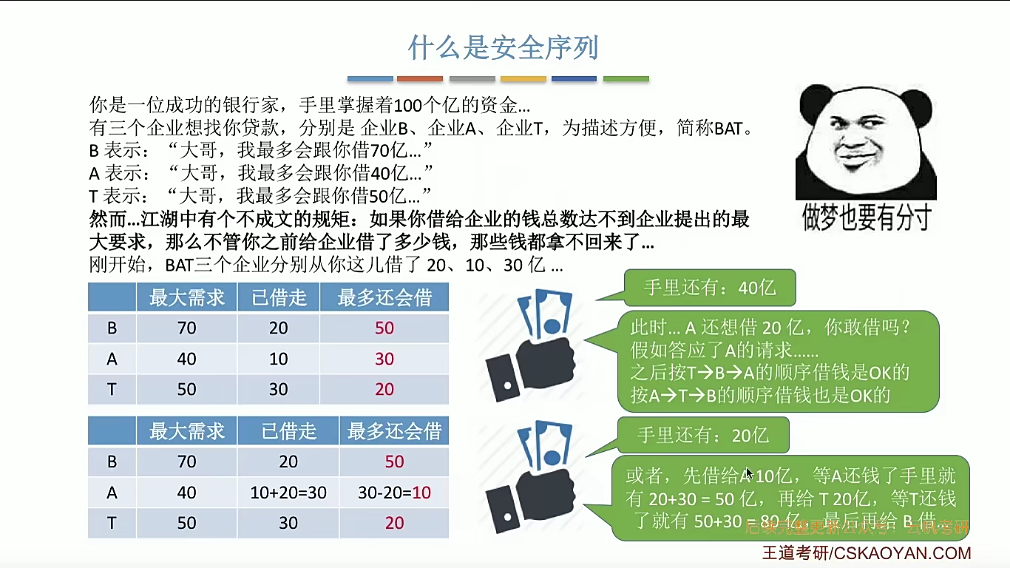 什么是安全序列
你是一位成功的银行家，手里掌握着100个亿的资金...
有三个企业想找你贷款，分别是 企业B、企业A、企业T，为描述方便，简称BAT。
B 表示：“大哥，我最多会跟你借70亿...”
A 表示：“大哥，我最多会跟你借40亿...”
T 表示：“大哥，我最多会跟你借50亿...”
然而...江湖中有个不成文的规矩：如果你借给企业的钱总数达不到企业提出的最
大要求，那么不管你之前给企业借了多少钱，那些钱都拿不回来了...
刚开始，BAT三个企业分别从你这儿借了 20、10、30 亿 ...
做梦也要有分寸
最大需求 已借走 最多还会借
B 70 20 50
A 40 10 30
T 50 30 20
手里还有：40亿
此时... A 还想借 20 亿，你敢借吗？
假如答应了A的请求......
之后按T→B→A的顺序借钱是OK的
按A→T→B的顺序借钱也是OK的
最大需求 已借走 最多还会借
B 70 20 50
A 40 10+20=30 30-20=10
T 50 30 20
手里还有：20亿
或者，先借给A 10亿，等A还钱了手里就
有 20+30 = 50 亿，再给 T 20亿，等T还钱
了就有 50+30 = 80 亿，最后再给 B 借...
王道考研/CSKAOYAN.COM